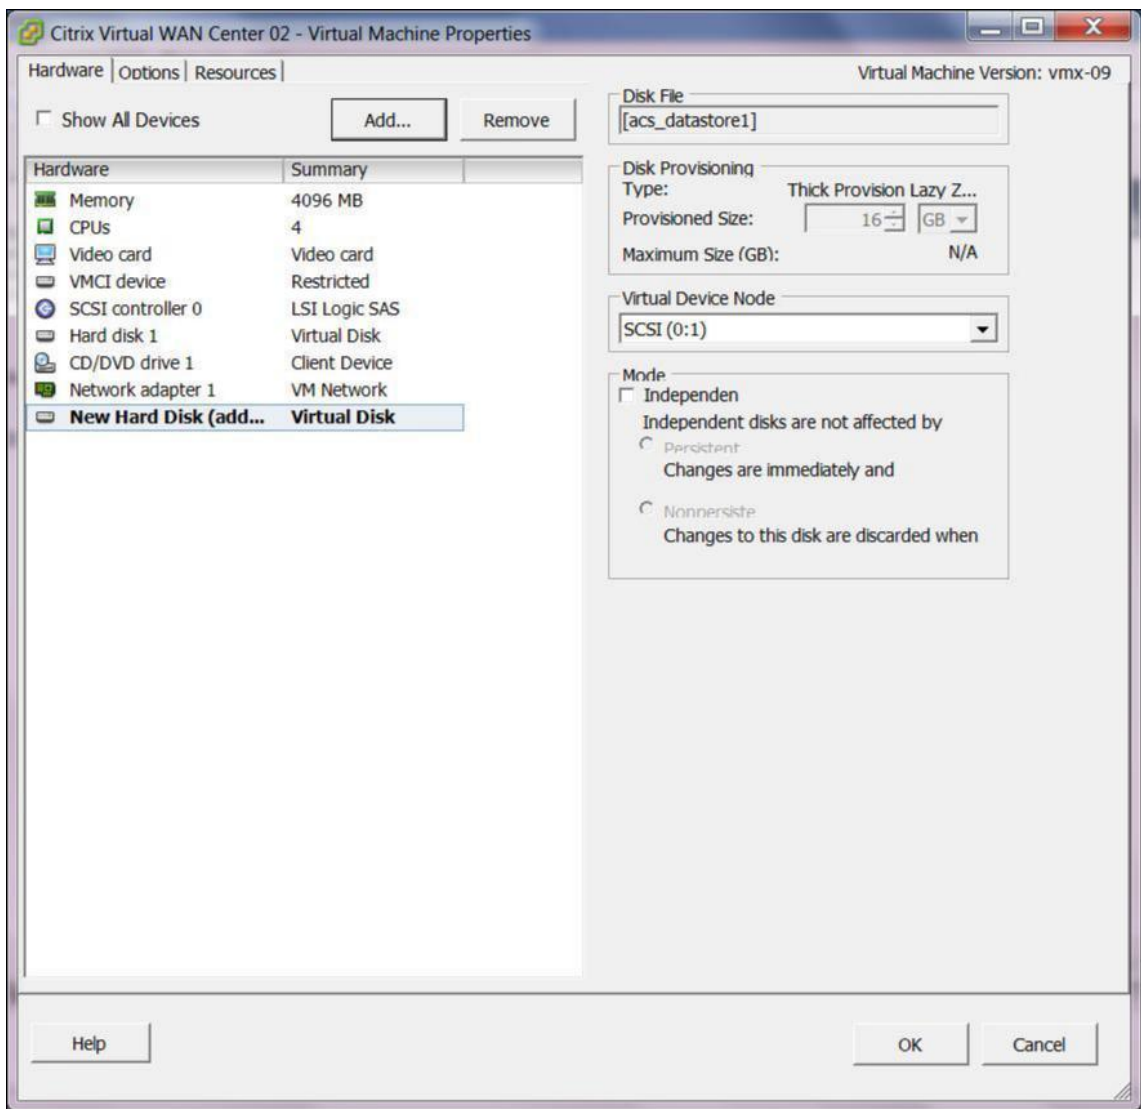 Citrix Virtual WAN Center 02 - Virtual Machine Properties
Hardware Options Resources
Virtual Machine Version: vmx-09
Show All Devices
Add...
Remove
Hardware Summary
Memory 4096 MB
CPUs 4
Video card Video card
VMCI device Restricted
SCSI controller 0 LSI Logic SAS
Hard disk 1 Virtual Disk
CD/DVD drive 1 Client Device
Network adapter 1 VM Network
New Hard Disk (add... Virtual Disk
Disk File
[acs_datastore1]
Disk Provisioning
Type: Thick Provision Lazy Z...
Provisioned Size: 16 GB
Maximum Size (GB): N/A
Virtual Device Node
SCSI (0:1)
Mode
Independen
Independent disks are not affected by
Persistent
Changes are immediately and
Nonpersiste
Changes to this disk are discarded when
Help
OK
Cancel